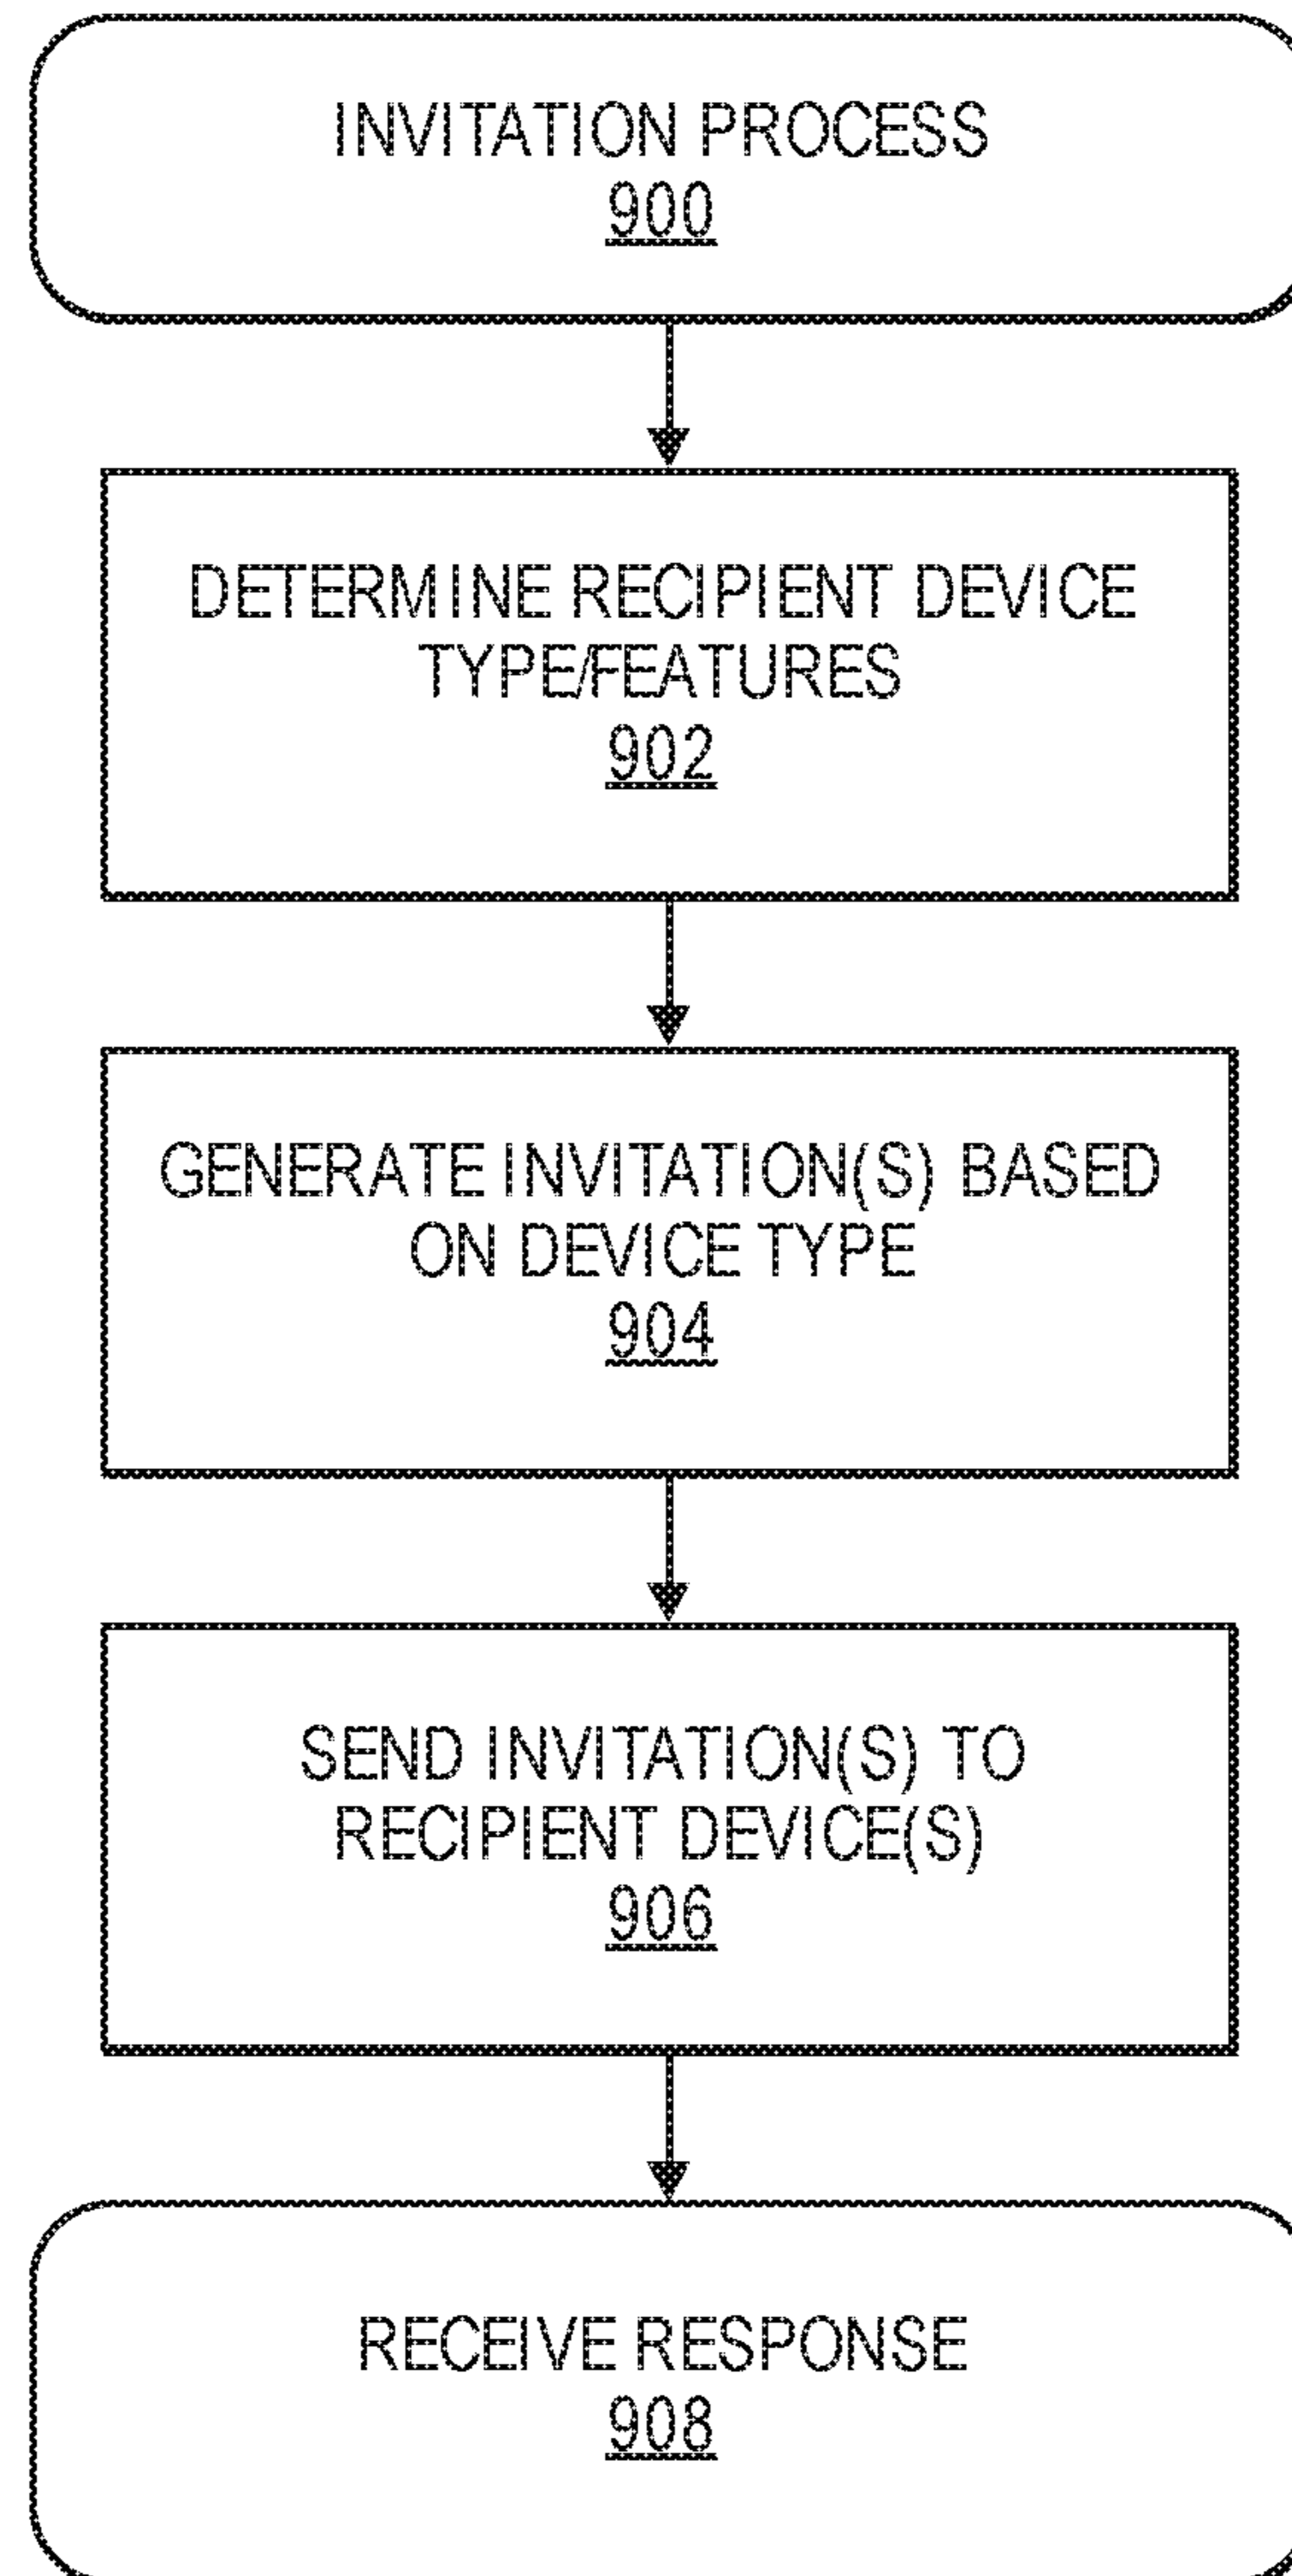 INVITATION PROCESS
900
DETERMINE RECIPIENT DEVICE
TYPE/FEATURES
902
GENERATE INVITATION(S) BASED
ON DEVICE TYPE
904
SEND INVITATION(S) TO
RECIPIENT DEVICE(S)
906
RECEIVE RESPONSE
908